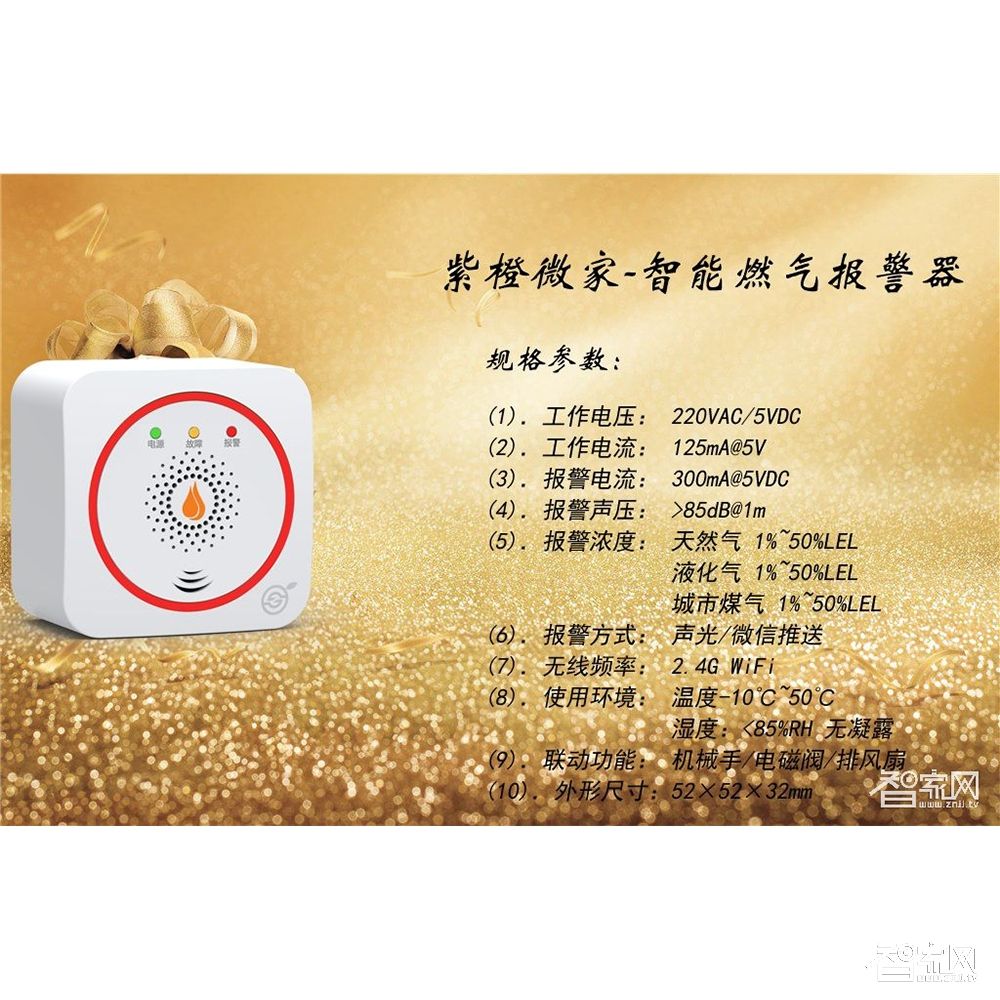 紫橙微家-智能燃气报警器
规格参数:
(1). 工作电压: 220VAC/5VDC
(2). 工作电流: 125mA@5V
(3). 报警电流: 300mA@5VDC
(4). 报警声压: >85dB@1m
(5). 报警浓度: 天然气 1%~50%LEL
液化气 1%~50%LEL
城市煤气 1%~50%LEL
(6). 报警方式: 声光/微信推送
(7). 无线频率: 2.4G WiFi
(8). 使用环境: 温度-10℃~50℃
湿度: <85%RH 无凝露
(9). 联动功能: 机械手/电磁阀/排风扇
(10). 外形尺寸: 52×52×32mm
电源 故障 报警
智家网
www.znjj.tv
智家网
www.znjj.tv